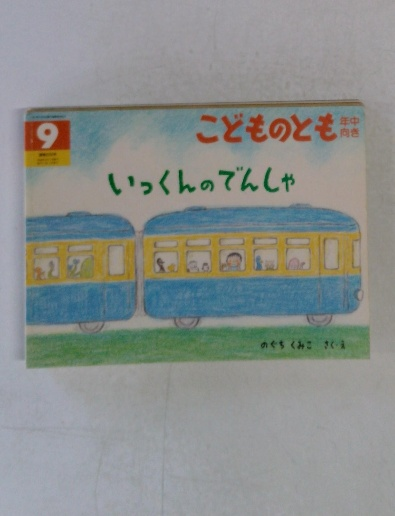 9
こどものとも
年中
向き
いっくんのでんしゃ
のぐち くみこ さく・え